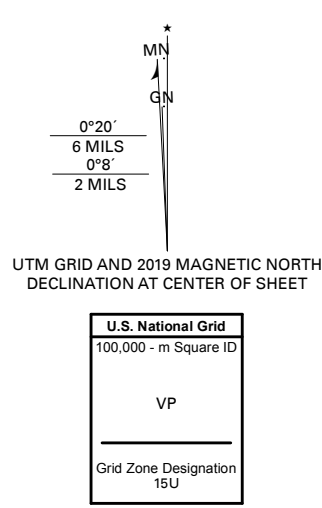 ★
MN
GN
0°20´
6 MILS
0°8´
2 MILS
UTM GRID AND 2019 MAGNETIC NORTH
DECLINATION AT CENTER OF SHEET
U.S. National Grid
100,000 - m Square ID
VP
Grid Zone Designation
15U